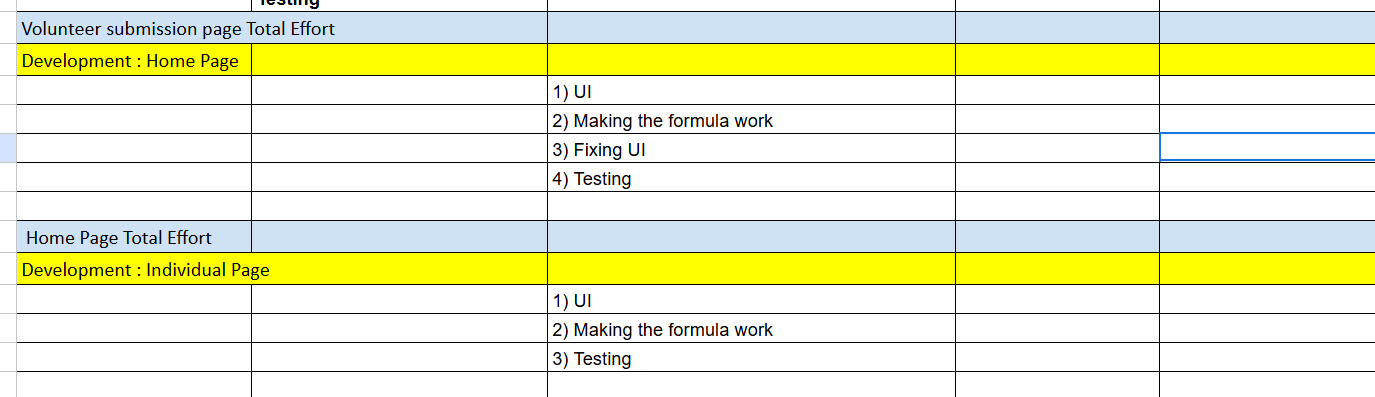 Testing
Volunteer submission page Total Effort
Development : Home Page
1) UI
2) Making the formula work
3) Fixing UI
4) Testing
Home Page Total Effort
Development : Individual Page
1) UI
2) Making the formula work
3) Testing